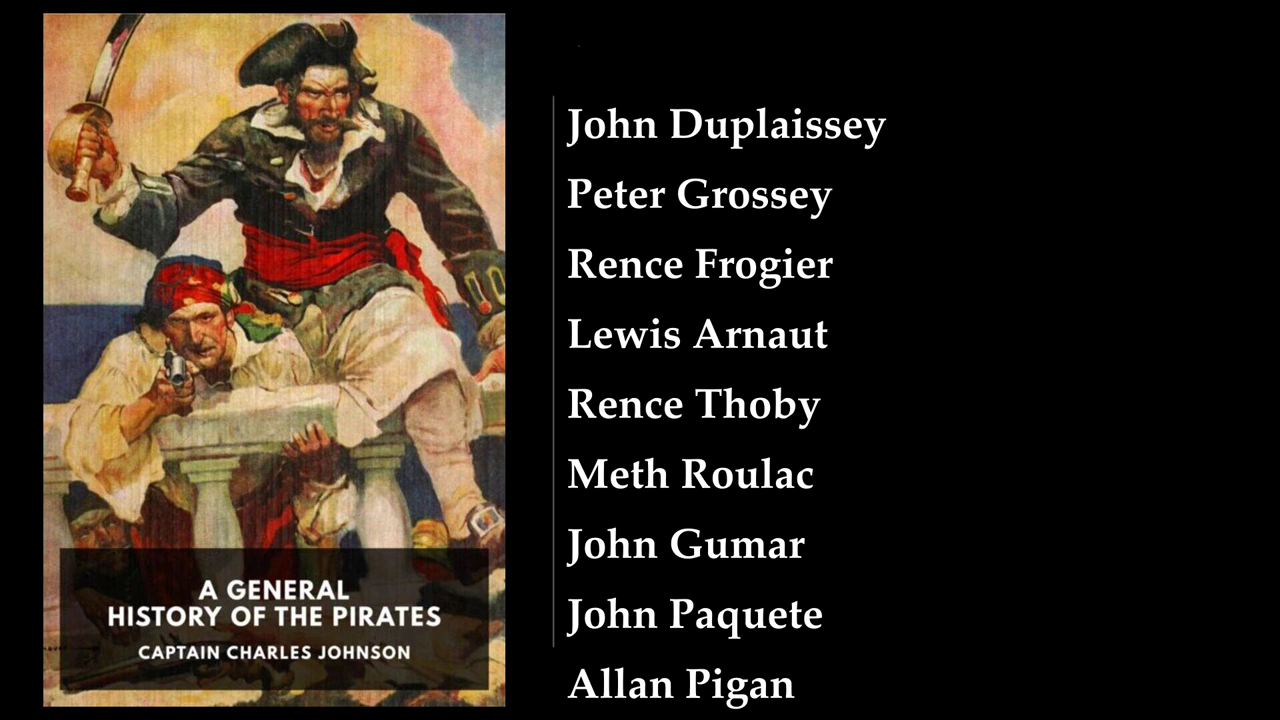 A GENERAL
HISTORY OF THE PIRATES
CAPTAIN CHARLES JOHNSON
John Duplaissey
Peter Grossey
Rence Frogier
Lewis Arnaut
Rence Thoby
Meth Roulac
John Gumar
John Paquete
Allan Pigan